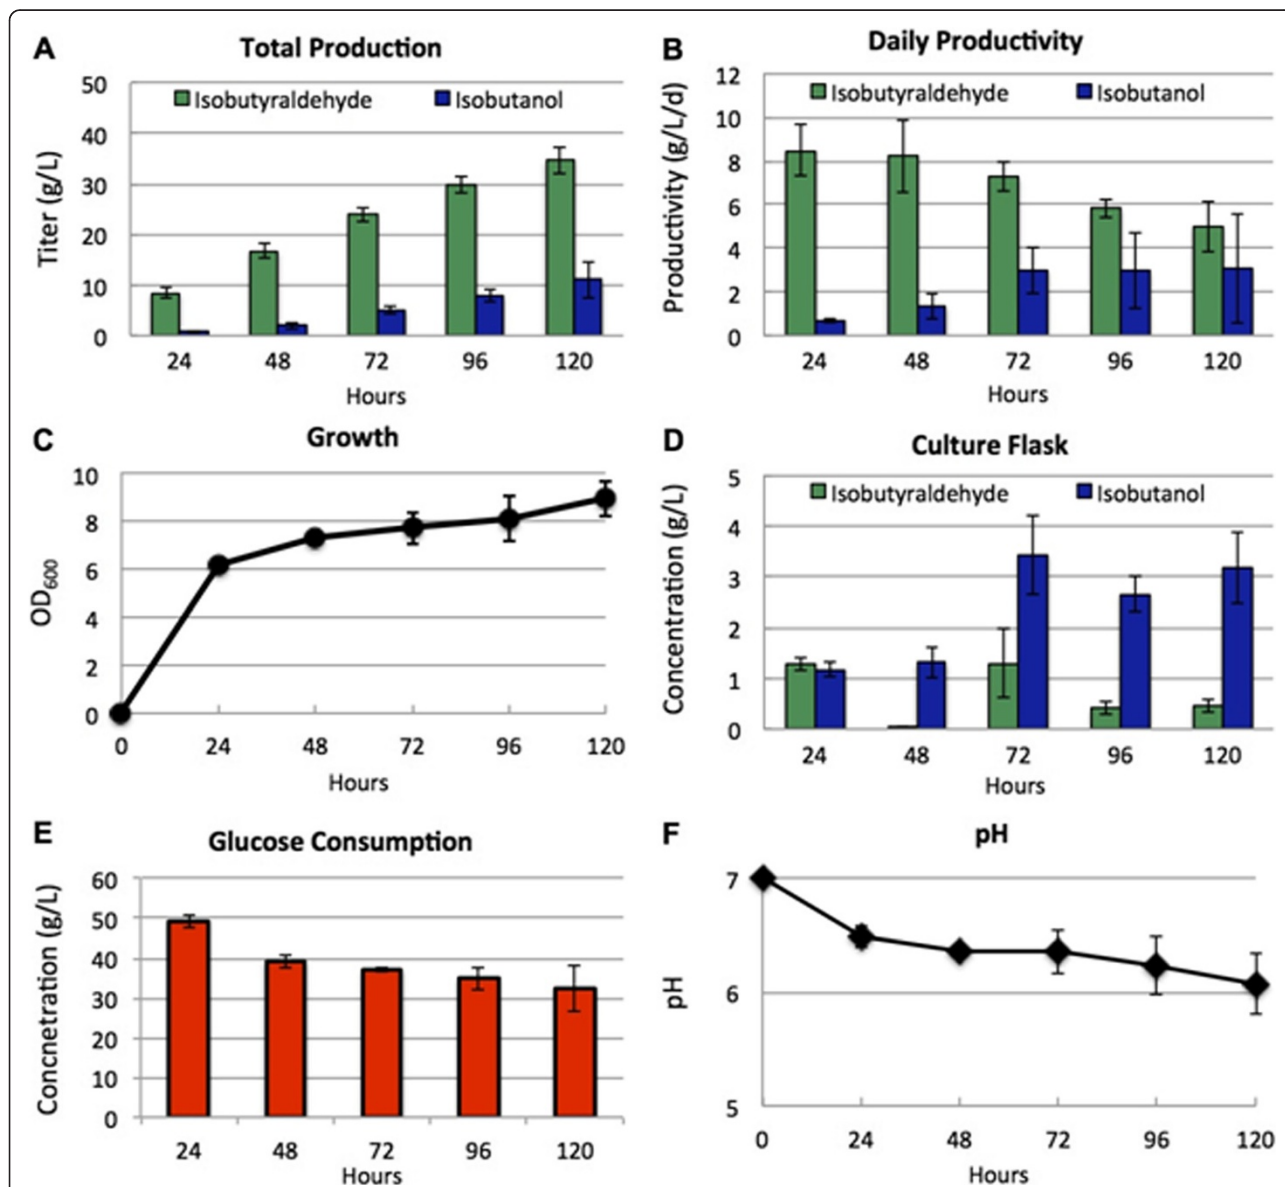 A
Total Production
Titer (g/L)
50
40
30
20
10
0
Isobutyraldehyde
Isobutanol
24 48 72 96 120
Hours
B
Daily Productivity
Productivity (g/L/d)
12
10
8
6
4
2
0
Isobutyraldehyde
Isobutanol
24 48 72 96 120
Hours
C
Growth
OD600
10
8
6
4
2
0
0 24 48 72 96 120
Hours
D
Culture Flask
Concentration (g/L)
5
4
3
2
1
0
Isobutyraldehyde
Isobutanol
24 48 72 96 120
Hours
E
Glucose Consumption
Concnetration (g/L)
60
50
40
30
20
10
0
24 48 72 96 120
Hours
F
pH
pH
7
6
5
0 24 48 72 96 120
Hours